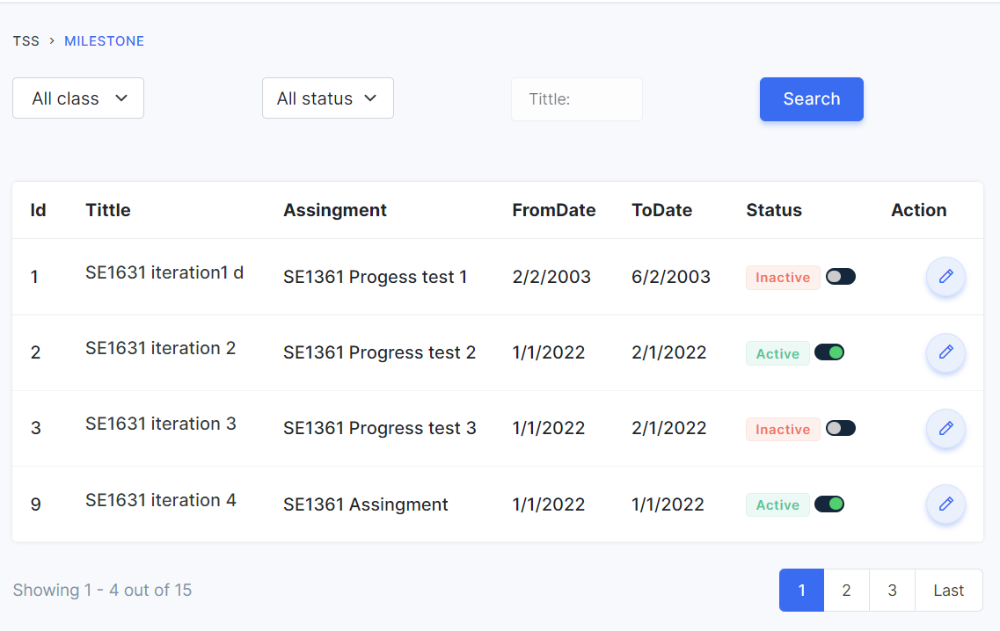 TSS > MILESTONE
All class All status Tittle: Search
Id Tittle Assingment FromDate ToDate Status Action
1 SE1631 iteration1 d SE1361 Progess test 1 2/2/2003 6/2/2003 Inactive
2 SE1631 iteration 2 SE1361 Progress test 2 1/1/2022 2/1/2022 Active
3 SE1631 iteration 3 SE1361 Progress test 3 1/1/2022 2/1/2022 Inactive
9 SE1631 iteration 4 SE1361 Assingment 1/1/2022 1/1/2022 Active
Showing 1 - 4 out of 15 1 2 3 Last